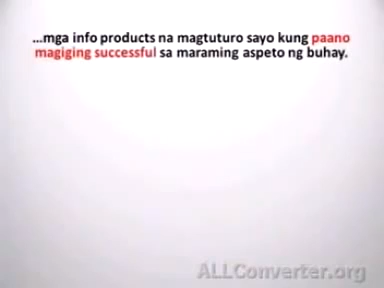 ...mga info products na magtuturo sayo kung paano
magiging successful sa maraming aspeto ng buhay.
ALLConverter.org